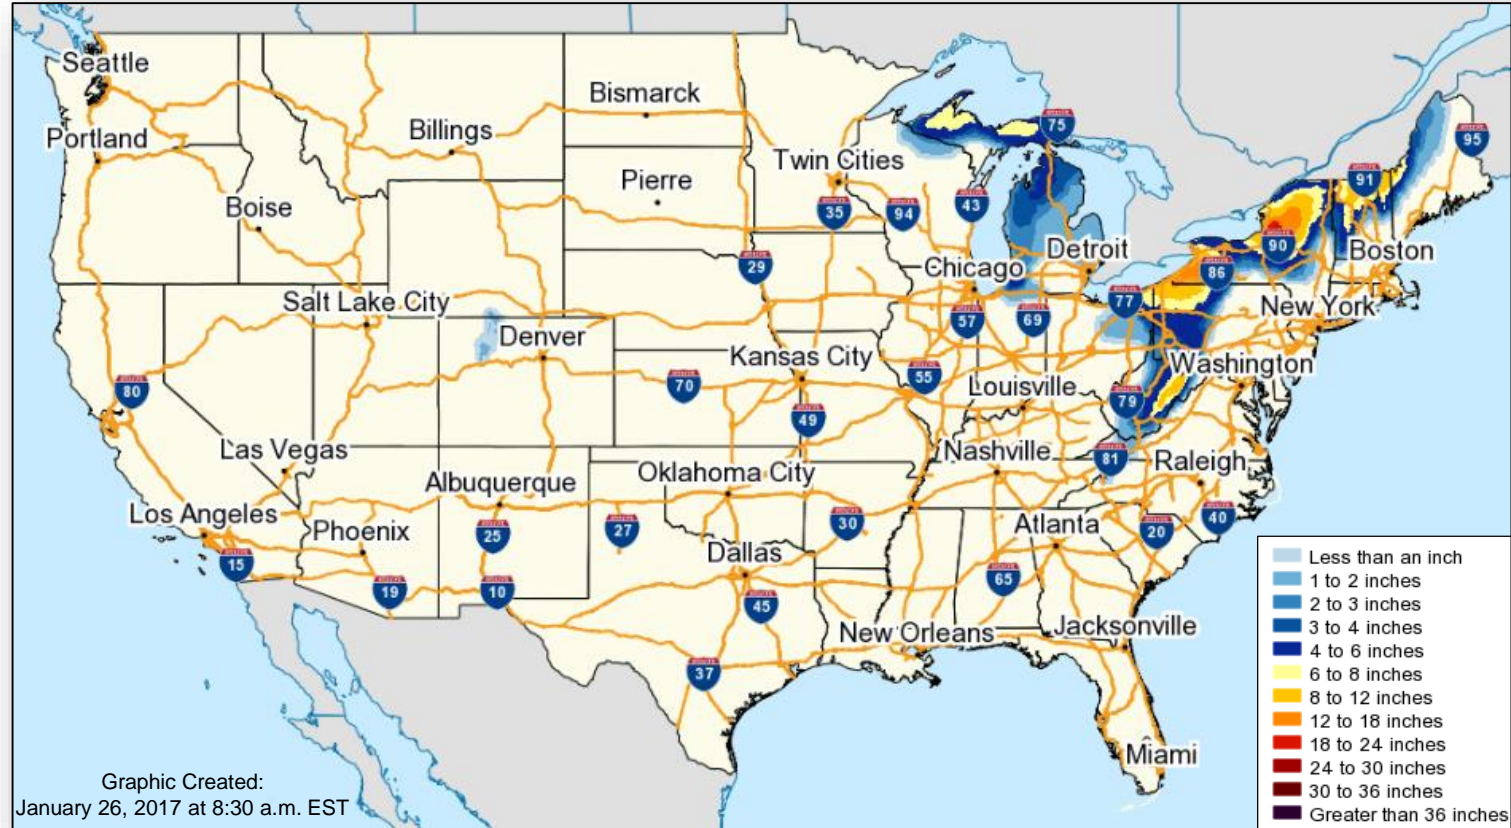 Seattle
Portland
Billings
Bismarck
Twin Cities
Pierre
Boise
75
95
91
35
94
43
90
Boston
Detroit
86
Chicago
29
77
New York
Salt Lake City
Denver
57
69
Kansas City
Washington
80
70
55
Louisville
79
49
Las Vegas
Nashville
81
Raleigh
Albuquerque
Oklahoma City
Los Angeles
Phoenix
25
27
30
Atlanta
20
40
Dallas
15
19
10
65
45
New Orleans
Jacksonville
37
Miami
Less than an inch
1 to 2 inches
2 to 3 inches
3 to 4 inches
4 to 6 inches
6 to 8 inches
8 to 12 inches
12 to 18 inches
18 to 24 inches
24 to 30 inches
30 to 36 inches
Greater than 36 inches
Graphic Created:
January 26, 2017 at 8:30 a.m. EST